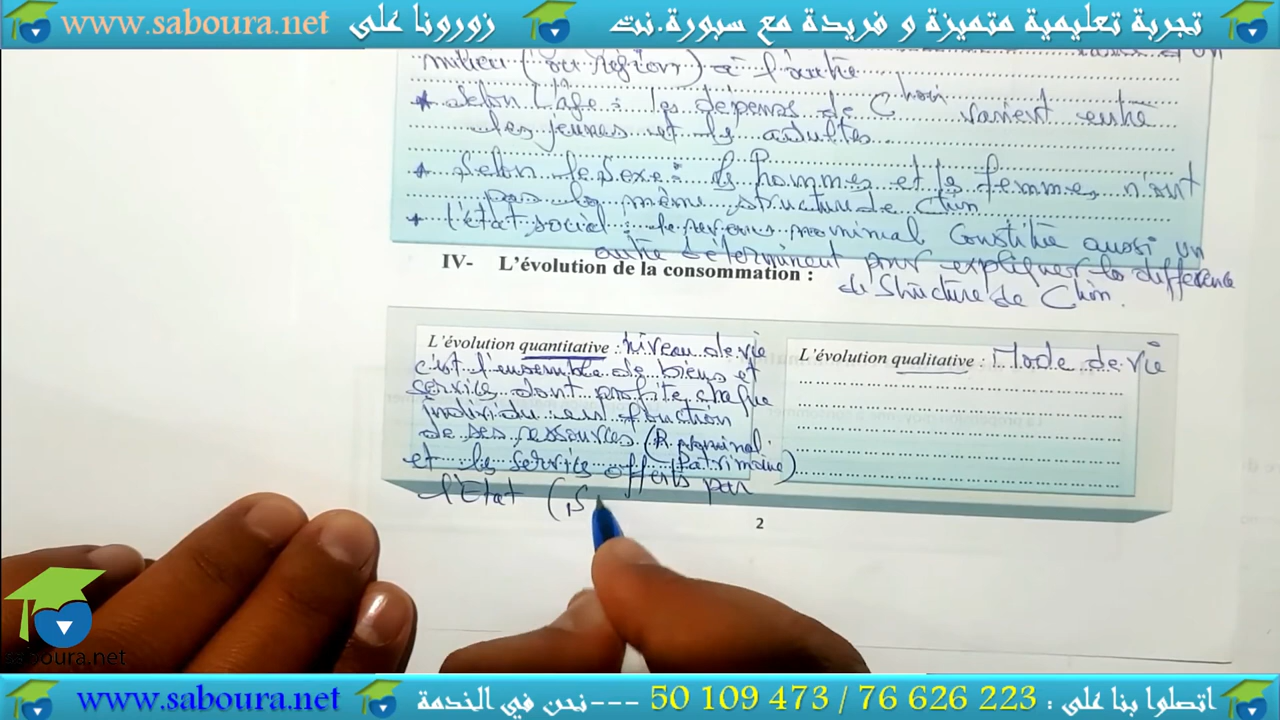 www.saboura.net زورونا على تجربة تعليمية متميزة و فريدة مع سبورة.نت
milieu (ou région) à l'autre
* Selon l'âge : les dépenses de C^hon varient entre
les jeunes et les adultes.
* Selon le sexe : les hommes et les femmes n'ont
pas la même structure de Chon
* L'état social : le revenu nominal constitue aussi un
autre déterminent pour expliquer la différence
de structure de Chon.
IV- L'évolution de la consommation :
L'évolution quantitative : Niveau de vie
c'est l'ensemble de biens et
services dont profite chaque
individu en fonction
de ses ressources (R. nominal
patrimoine)
et les services offerts par
l'Etat (S
L'évolution qualitative : Mode de vie
2
saboura.net
www.saboura.net اتصلوا بنا على : 50 109 473 / 76 626 223 ---نحن في الخدمة